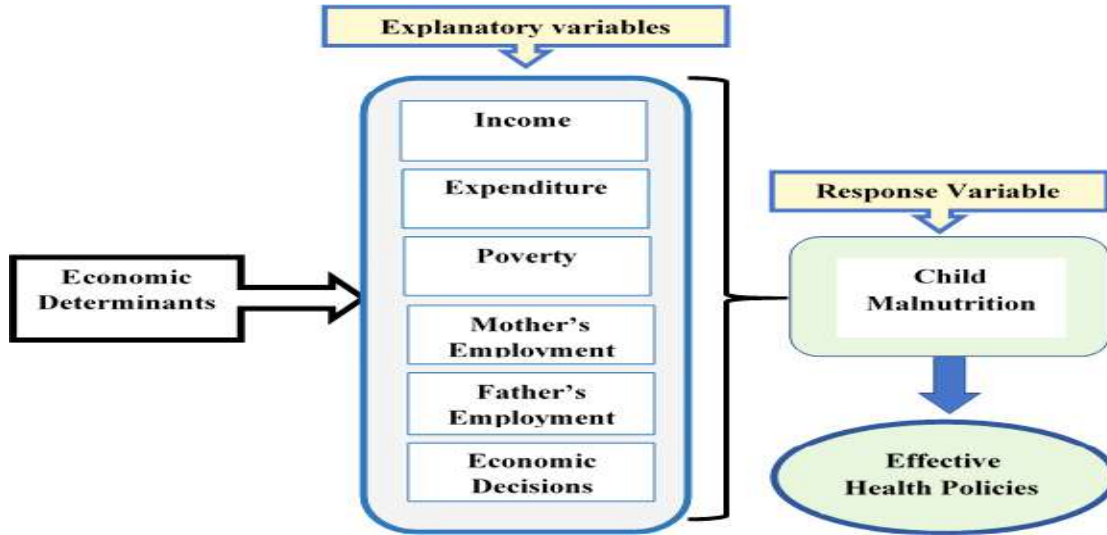 Explanatory variables
Income
Expenditure
Poverty
Mother's
Employment
Father's
Employment
Economic
Decisions
Economic
Determinants
Response Variable
Child
Malnutrition
Effective
Health Policies